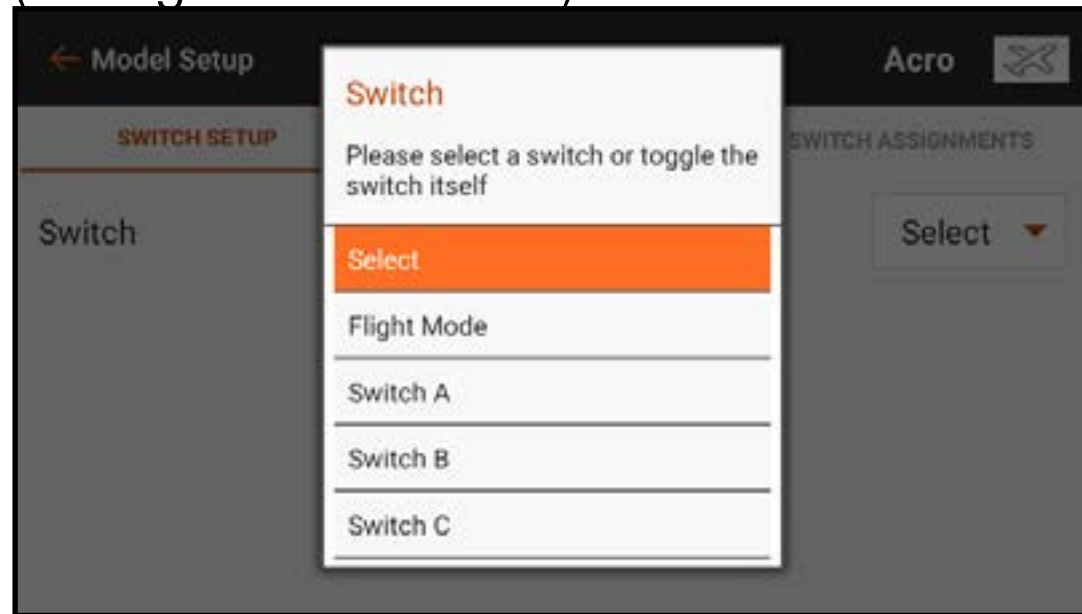 ← Model Setup
Acro
SWITCH SETUP
SWITCH ASSIGNMENTS
Switch
Select
Switch
Please select a switch or toggle the
switch itself
Select
Flight Mode
Switch A
Switch B
Switch C